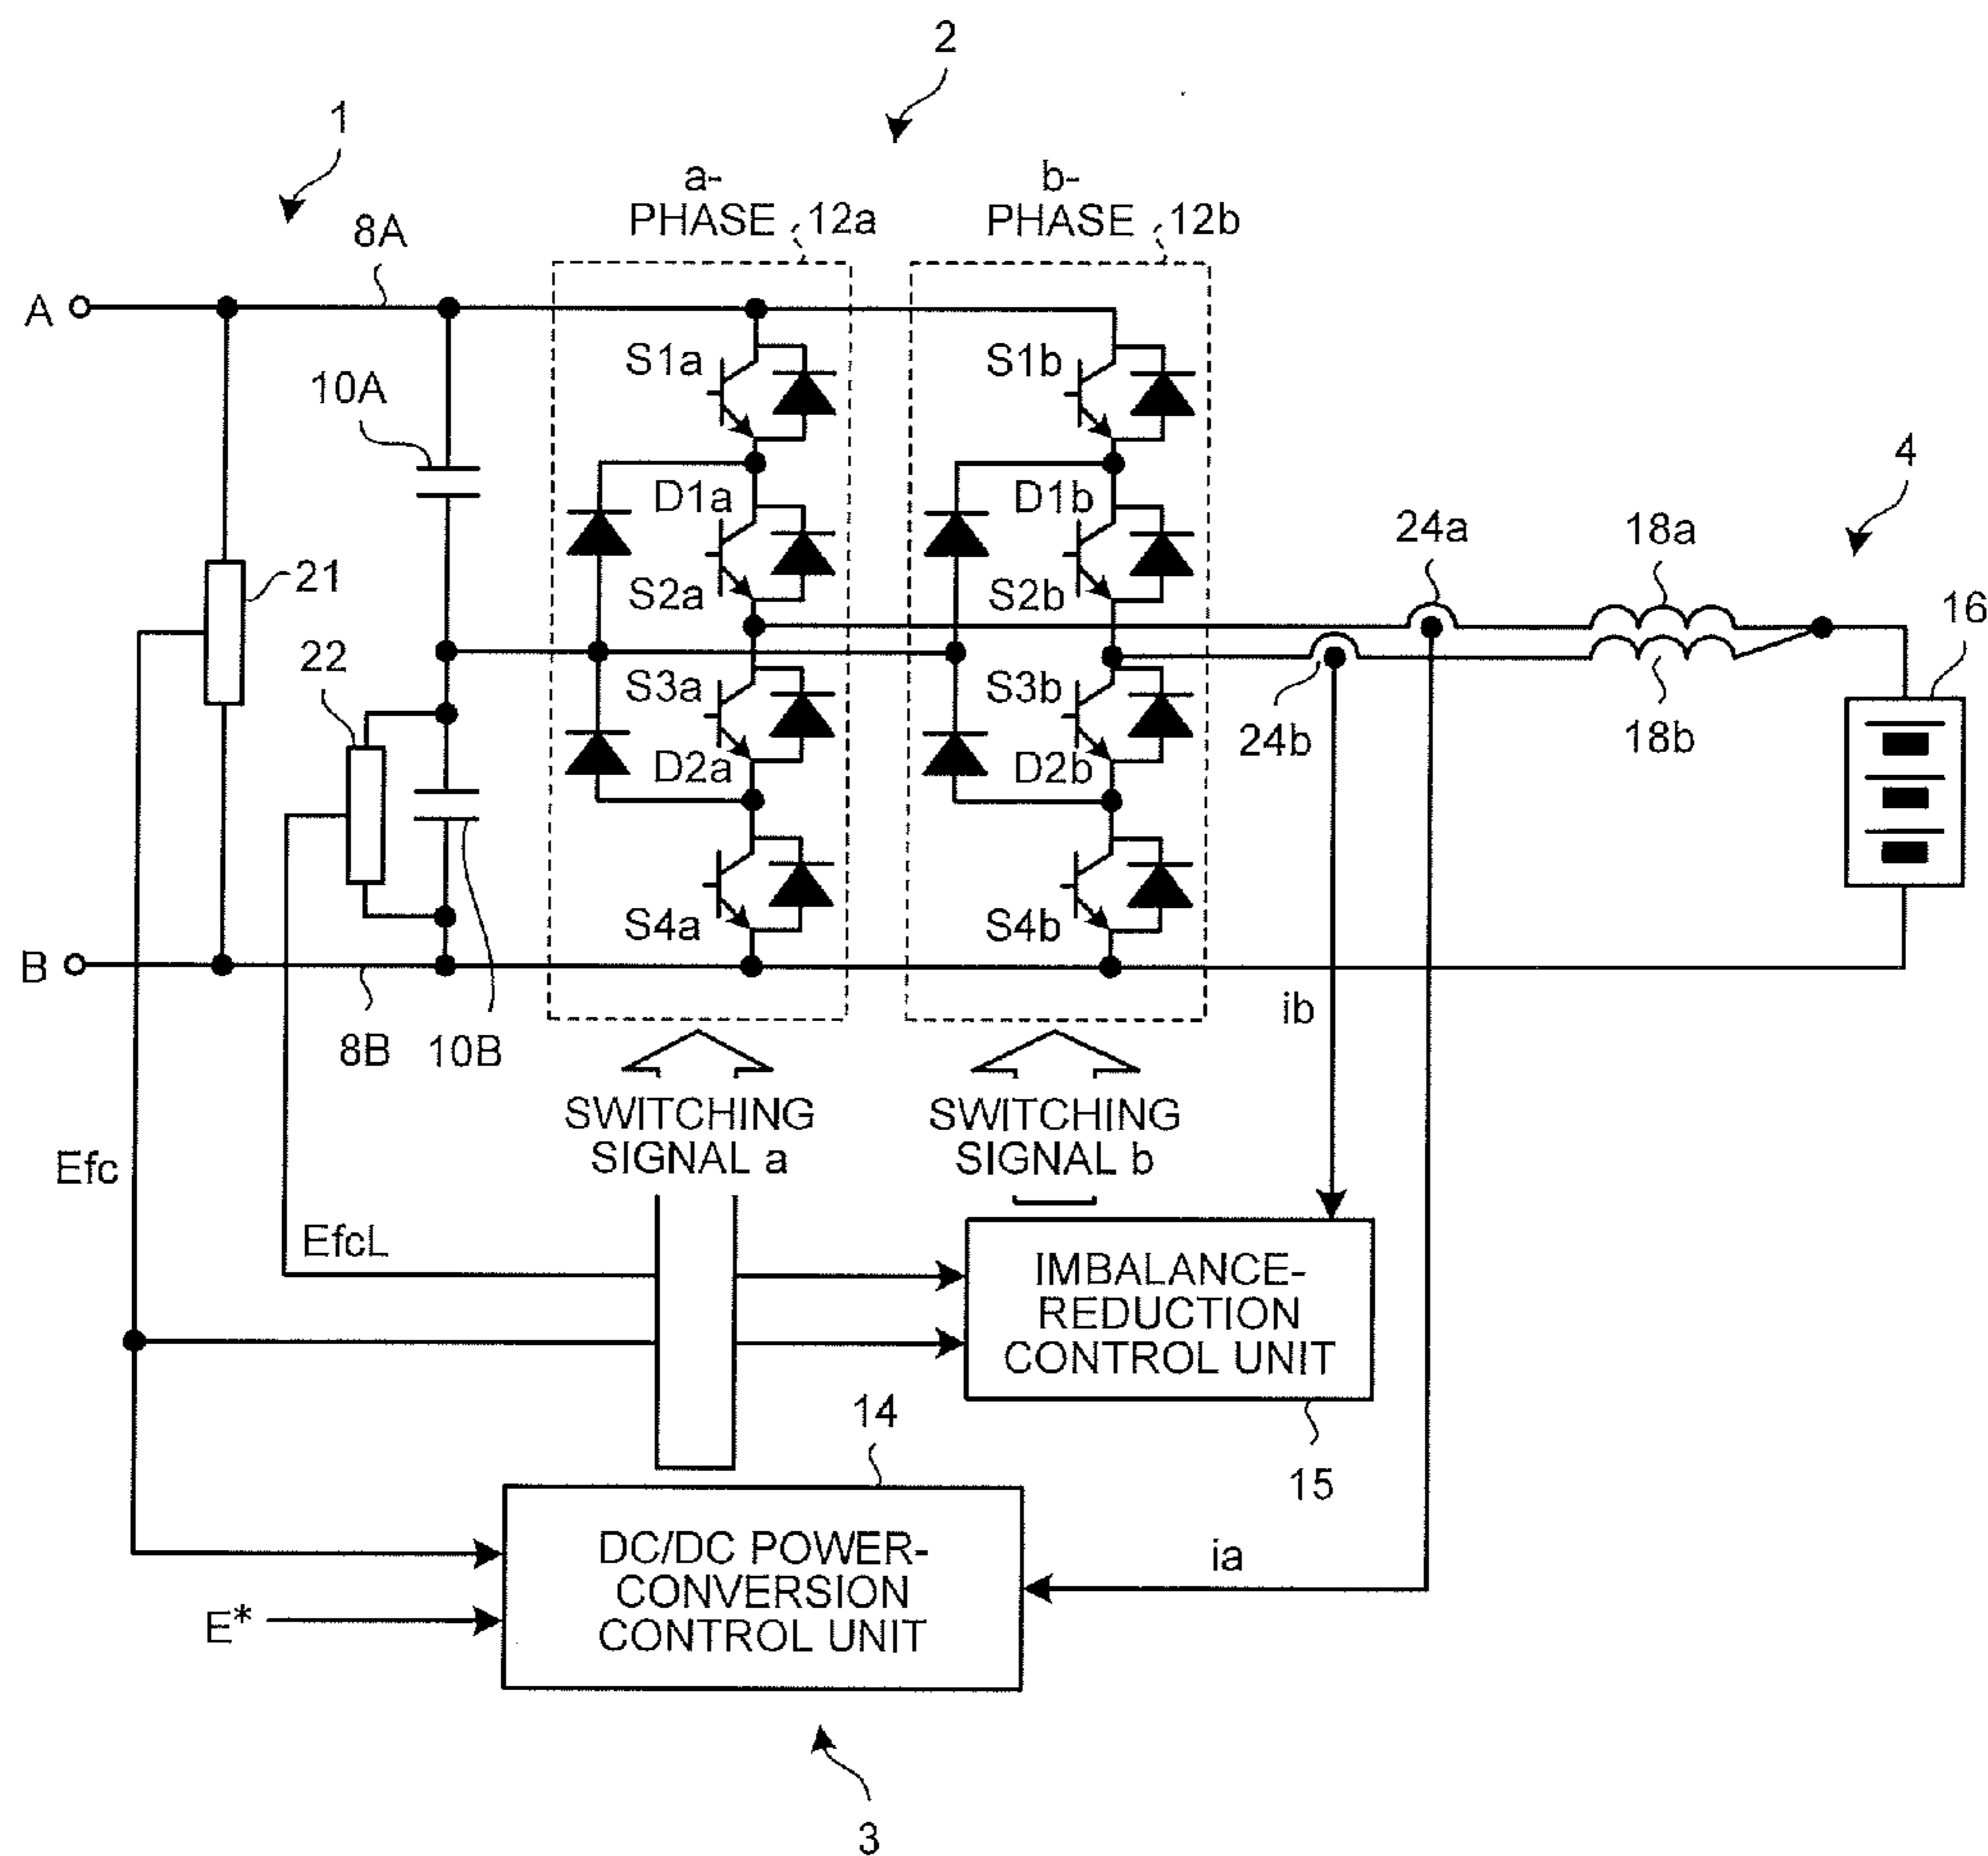 2
1
a-
PHASE
12a
b-
PHASE
12b
8A
A
S1a
S1b
10A
D1a
D1b
4
24a
18a
21
S2a
S2b
16
22
S3a
S3b
24b
18b
D2a
D2b
S4a
S4b
B
8B
10B
ib
SWITCHING
SIGNAL a
SWITCHING
SIGNAL b
Efc
EfcL
IMBALANCE-
REDUCTION
CONTROL UNIT
14
15
DC/DC POWER-
CONVERSION
CONTROL UNIT
ia
E*
3